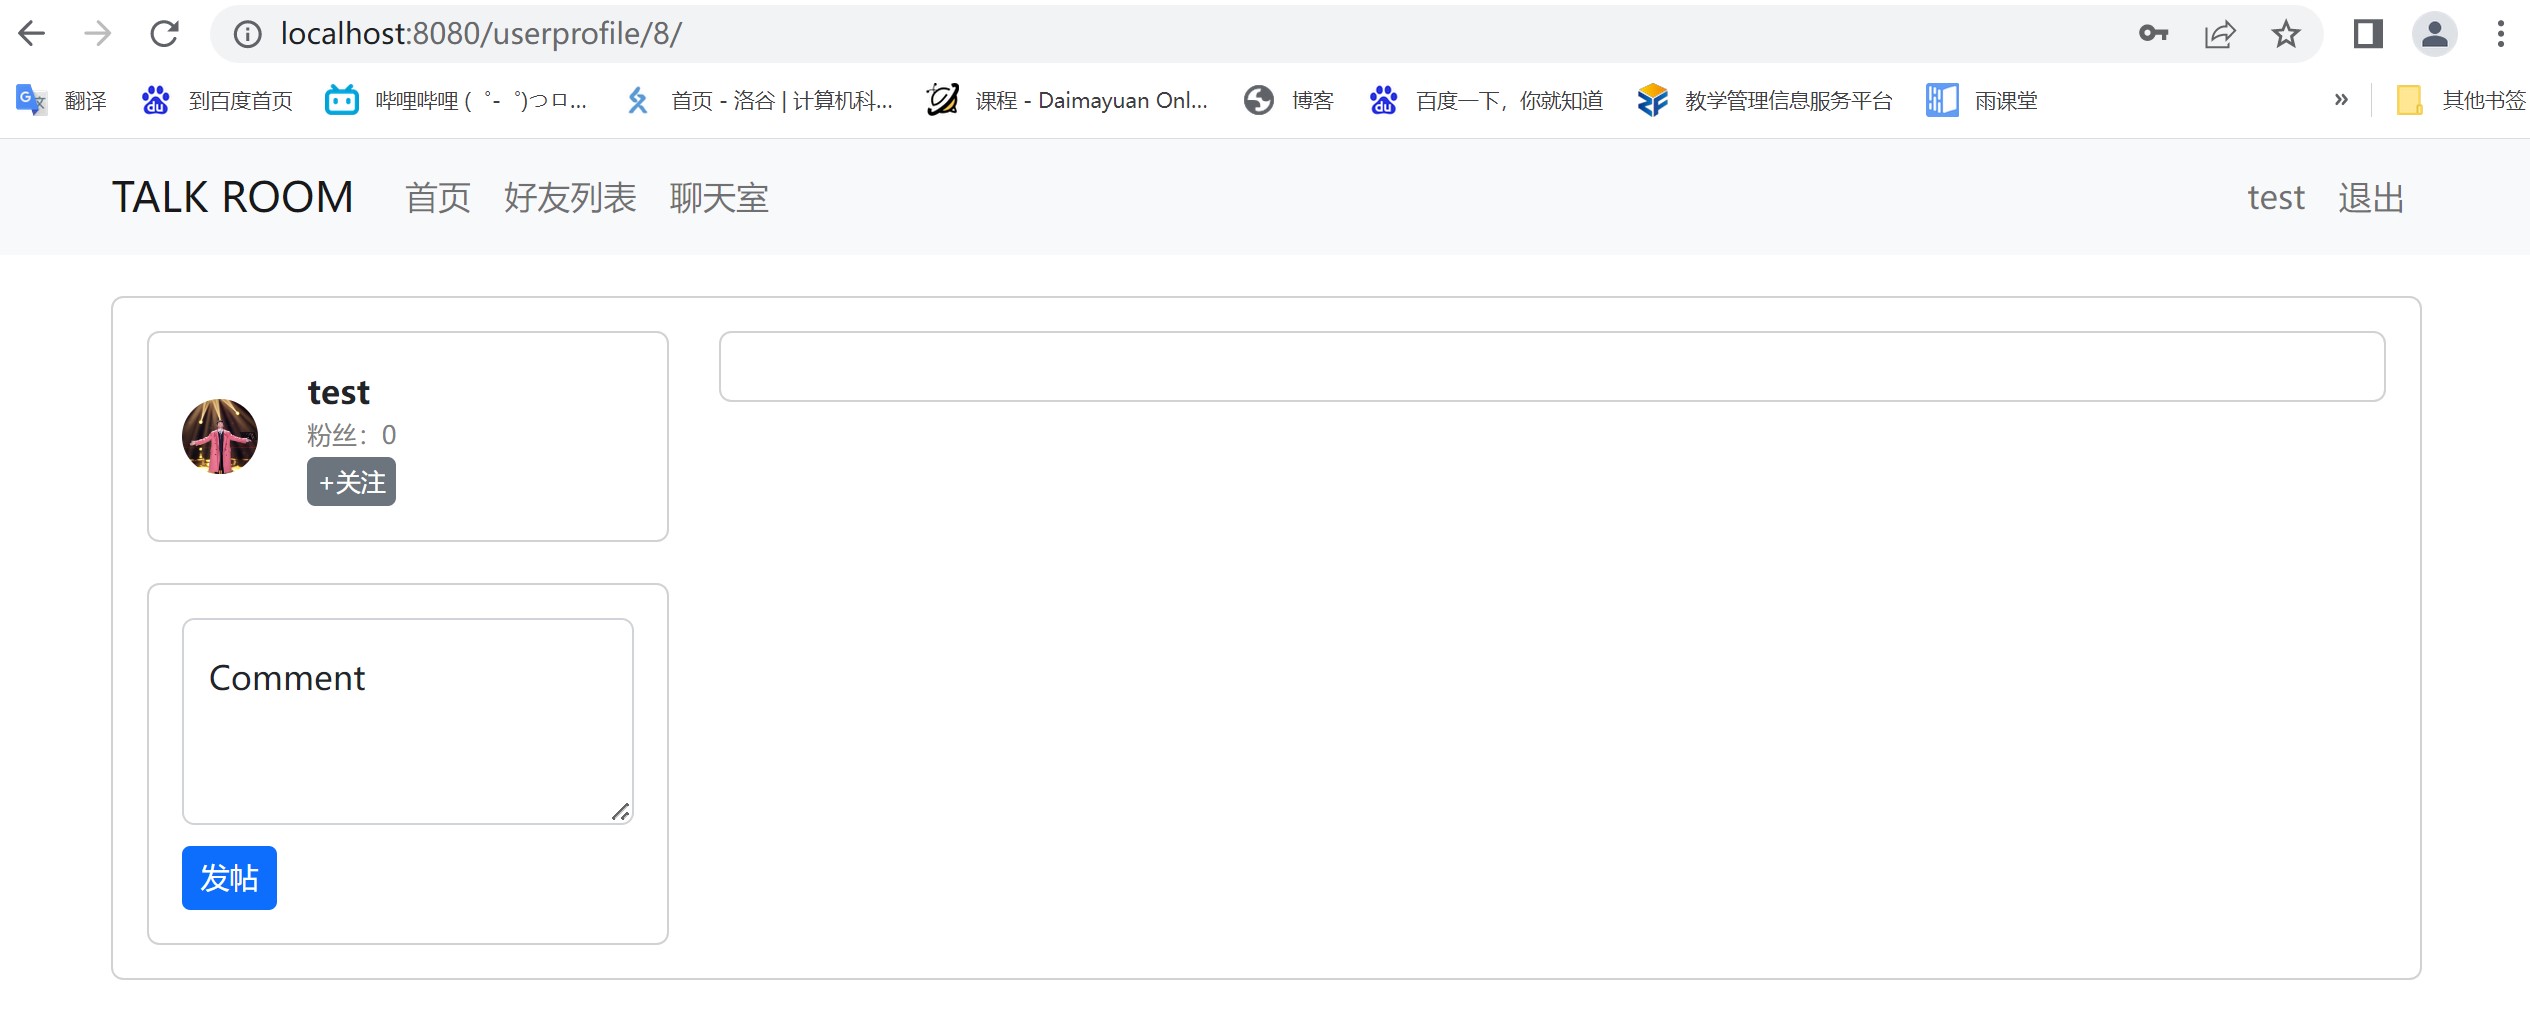 localhost:8080/userprofile/8/
翻译 到百度首页 哔哩哔哩 (゜-゜)つロ... 首页 - 洛谷 | 计算机科... 课程 - Daimayuan Onl... 博客 百度一下，你就知道 教学管理信息服务平台 雨课堂 » 其他书签
TALK ROOM 首页 好友列表 聊天室 test 退出
test
粉丝：0
+关注
Comment
发帖